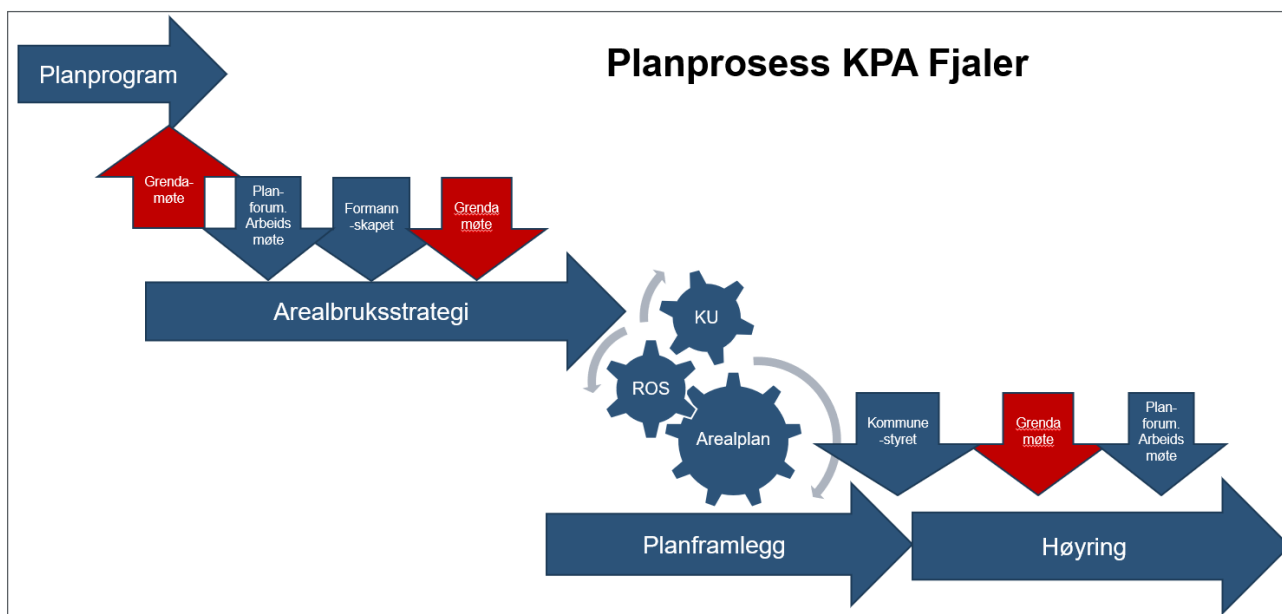 Planprosess KPA Fjaler
Planprogram
Grenda-
møte
Plan-
forum.
Arbeids
møte
Formann
-skapet
Grenda
møte
Arealbruksstrategi
KU
ROS
Arealplan
Kommune
-styret
Grenda
møte
Plan-
forum.
Arbeids
møte
Planframlegg
Høyring